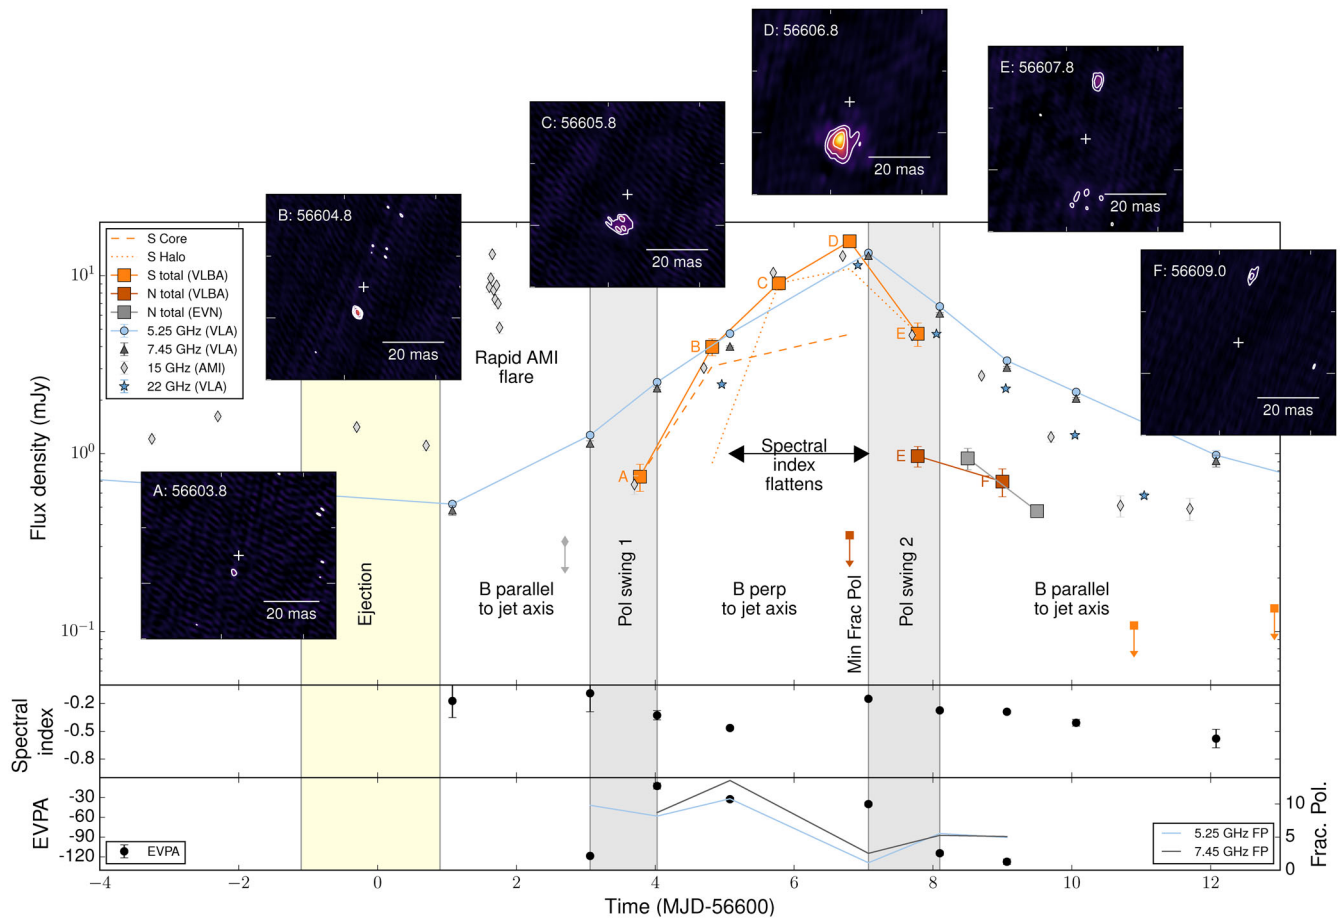 D: 56606.8
20 mas
E: 56607.8
20 mas
C: 56605.8
20 mas
B: 56604.8
20 mas
F: 56609.0
20 mas
A: 56603.8
20 mas
S Core
S Halo
S total (VLBA)
N total (VLBA)
N total (EVN)
5.25 GHz (VLA)
7.45 GHz (VLA)
15 GHz (AMI)
22 GHz (VLA)
Rapid AMI
flare
A
B
C
D
E
E
F
Spectral
index
flattens
Ejection
B parallel
to jet axis
Pol swing 1
B perp
to jet axis
Min Frac Pol
Pol swing 2
B parallel
to jet axis
Flux density (mJy)
10¹
10⁰
10⁻¹
Spectral
index
-0.2
-0.5
-0.8
EVPA
-30
-60
-90
-120
EVPA
5.25 GHz FP
7.45 GHz FP
10
5
0
Frac. Pol.
−4
−2
0
2
4
6
8
10
12
Time (MJD-56600)